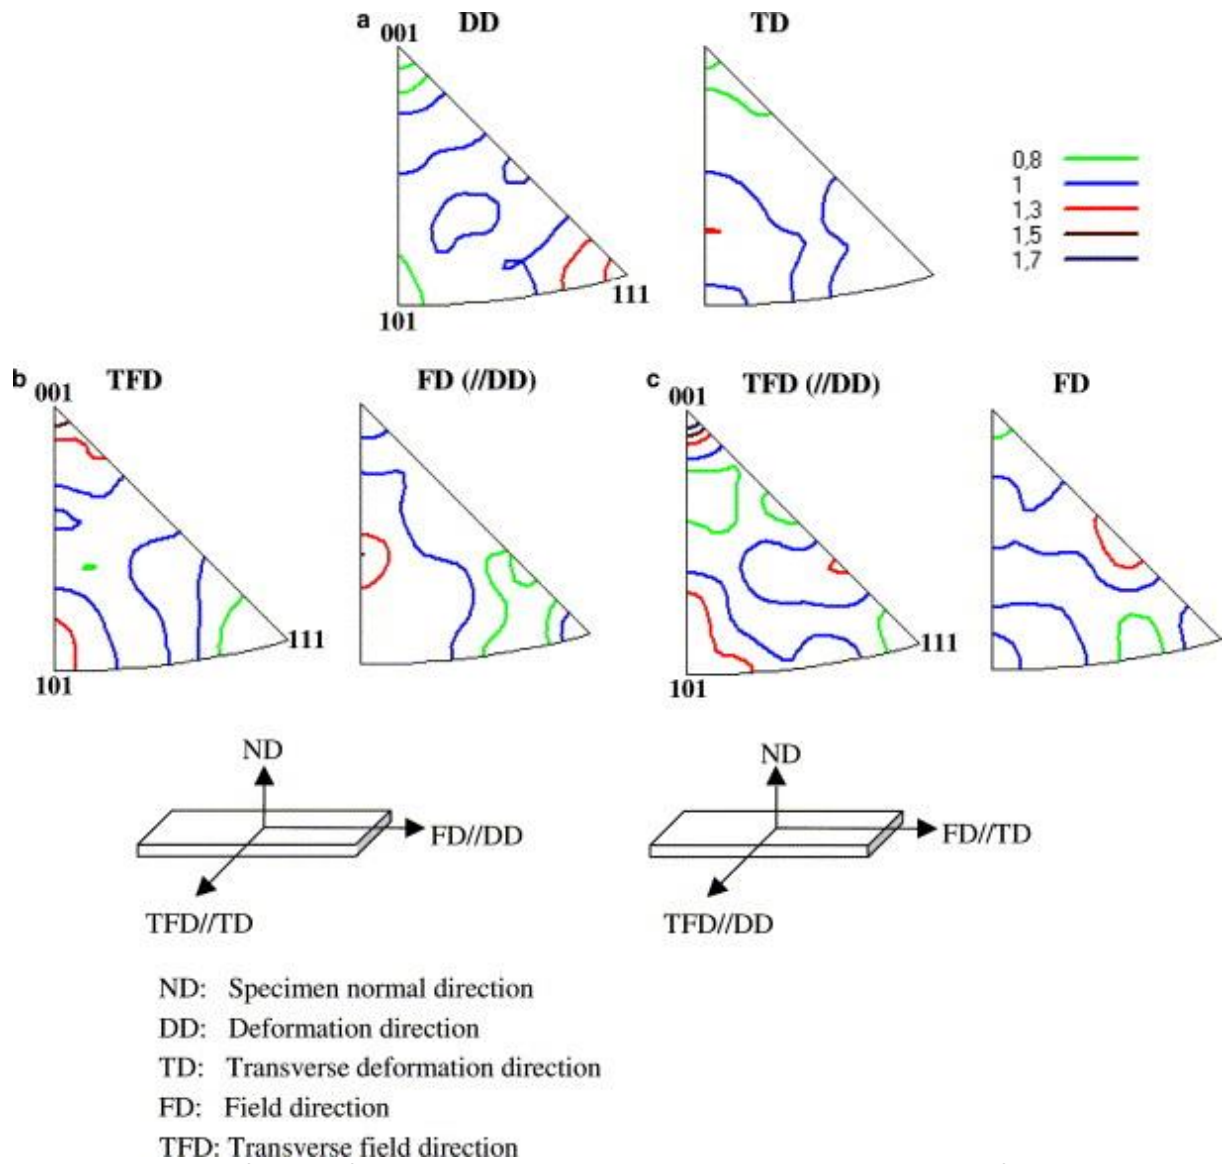 a DD TD
001
0,8
1
1,3
1,5
1,7
111
101
b TFD FD (//DD) c TFD (//DD) FD
001 001
111 111
101 101
ND ND
FD//DD FD//TD
TFD//TD TFD//DD
ND: Specimen normal direction
DD: Deformation direction
TD: Transverse deformation direction
FD: Field direction
TFD: Transverse field direction